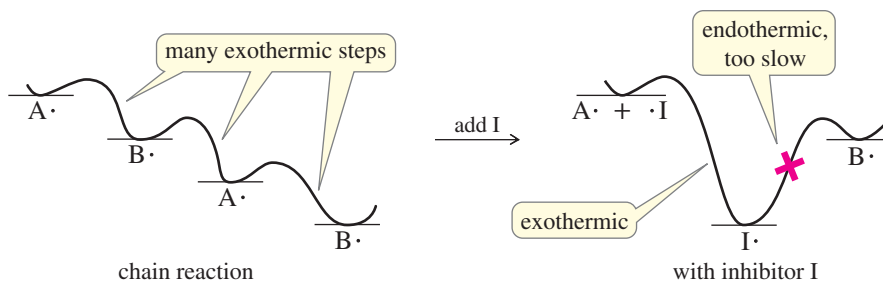 many exothermic steps
A·
B·
A·
B·
chain reaction
add I
endothermic,
too slow
A· + ·I
exothermic
I·
B·
with inhibitor I